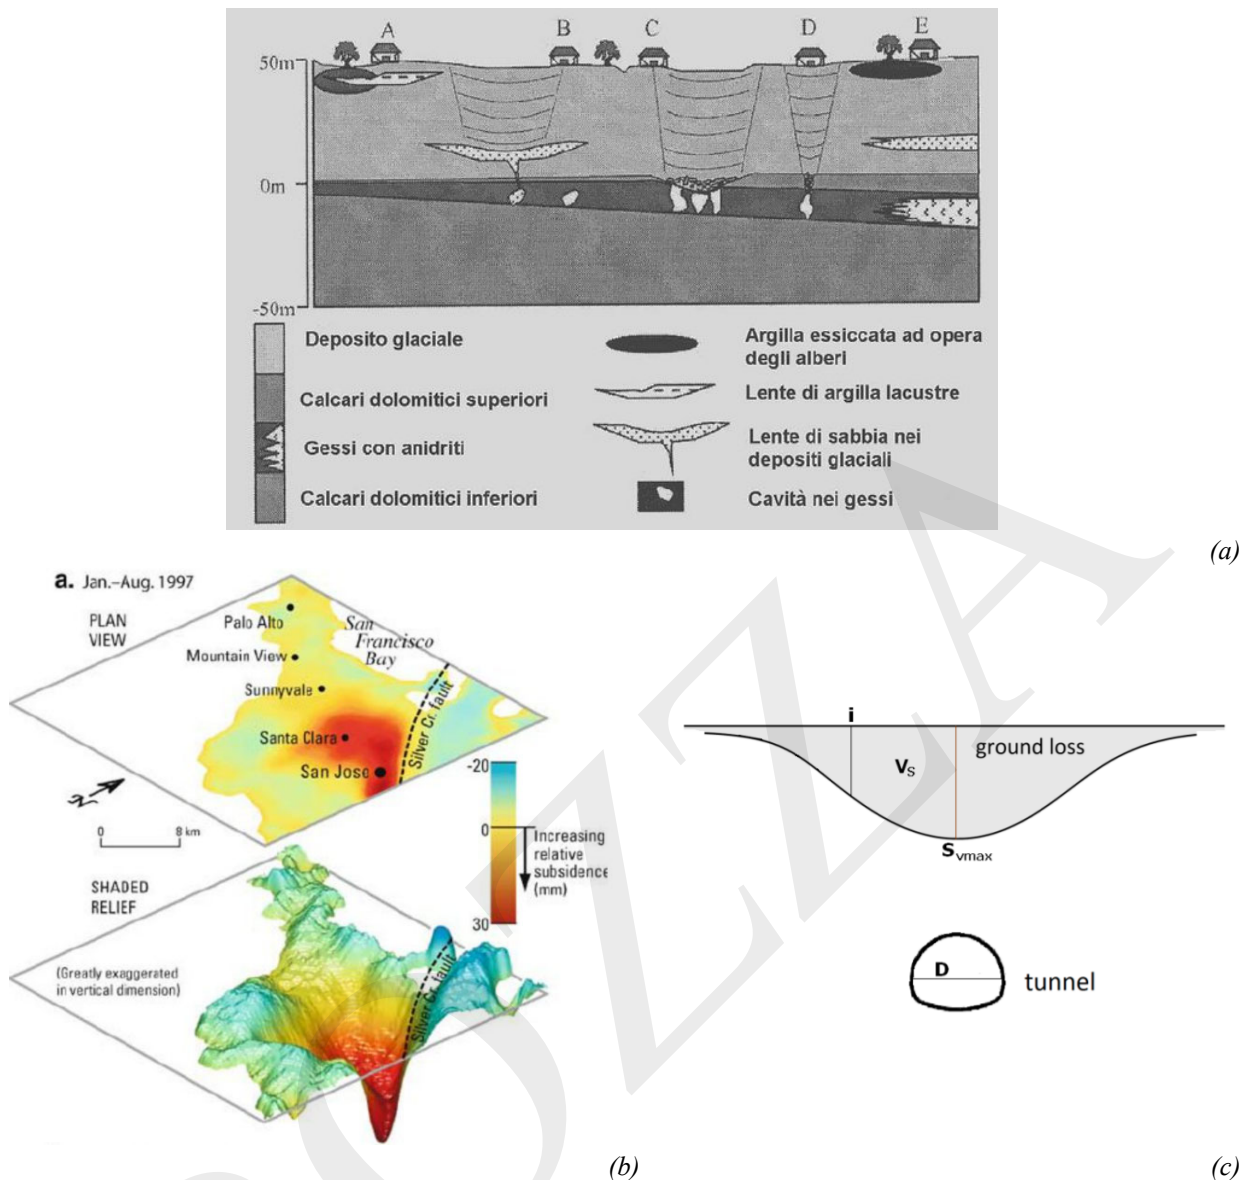 A B C D E
50m
0m
-50m
Deposito glaciale
Calcari dolomitici superiori
Gessi con anidriti
Calcari dolomitici inferiori
Argilla essiccata ad opera
degli alberi
Lente di argilla lacustre
Lente di sabbia nei
depositi glaciali
Cavità nei gessi
(a)
a. Jan.–Aug. 1997
PLAN
VIEW
Palo Alto
Mountain View
Sunnyvale
Santa Clara
San Jose
San
Francisco
Bay
Silver Cr. fault
N
0 8 km
-20
0
30
Increasing
relative
subsidence
(mm)
SHADED
RELIEF
(Greatly exaggerated
in vertical dimension)
Silver Cr. fault
(b)
i
ground loss
Vs
Svmax
D
tunnel
(c)
OZZA